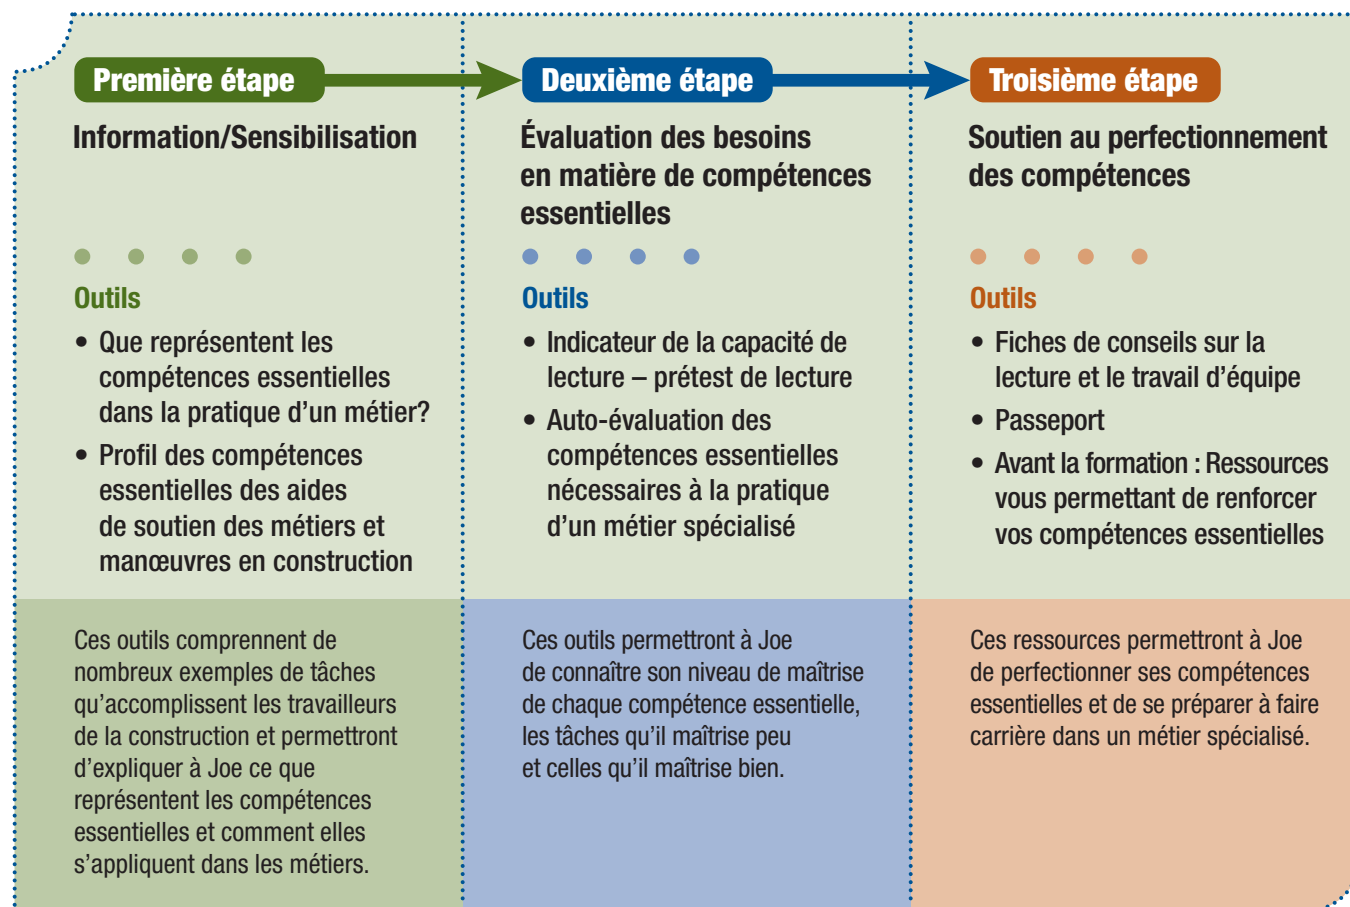 Première étape
Information/Sensibilisation
Outils
• Que représentent les
compétences essentielles
dans la pratique d'un métier?
• Profil des compétences
essentielles des aides
de soutien des métiers et
manœuvres en construction
Ces outils comprennent de
nombreux exemples de tâches
qu'accomplissent les travailleurs
de la construction et permettront
d'expliquer à Joe ce que
représentent les compétences
essentielles et comment elles
s'appliquent dans les métiers.
Deuxième étape
Évaluation des besoins
en matière de compétences
essentielles
Outils
• Indicateur de la capacité de
lecture – prétest de lecture
• Auto-évaluation des
compétences essentielles
nécessaires à la pratique
d'un métier spécialisé
Ces outils permettront à Joe
de connaître son niveau de maîtrise
de chaque compétence essentielle,
les tâches qu'il maîtrise peu
et celles qu'il maîtrise bien.
Troisième étape
Soutien au perfectionnement
des compétences
Outils
• Fiches de conseils sur la
lecture et le travail d'équipe
• Passeport
• Avant la formation : Ressources
vous permettant de renforcer
vos compétences essentielles
Ces ressources permettront à Joe
de perfectionner ses compétences
essentielles et de se préparer à faire
carrière dans un métier spécialisé.